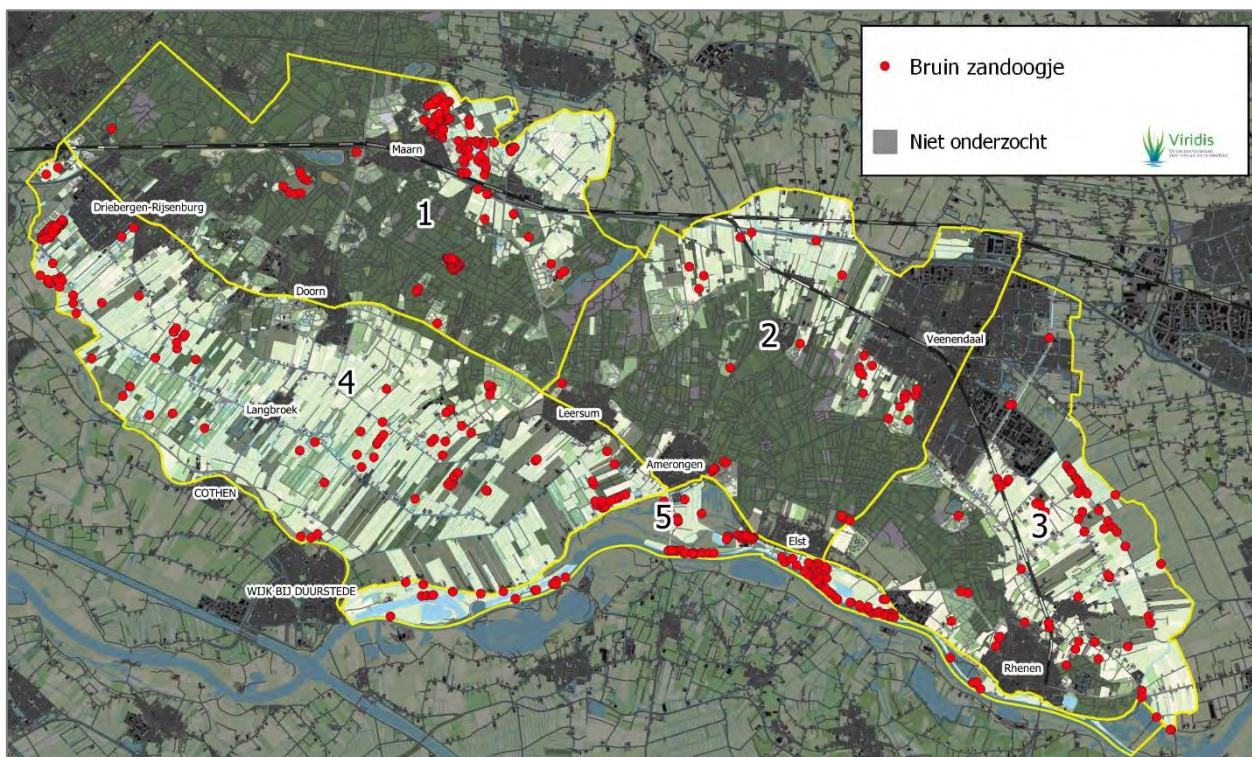 Bruin zandoogje
Niet onderzocht
Viridis
Maarn
1
Driebergen-Rijsenburg
Doorn
2
Veenendaal
4
Langbroek
Leersum
Amerongen
COTHEN
5
Elst
3
WIJK BIJ DUURSTEDE
Rhenen